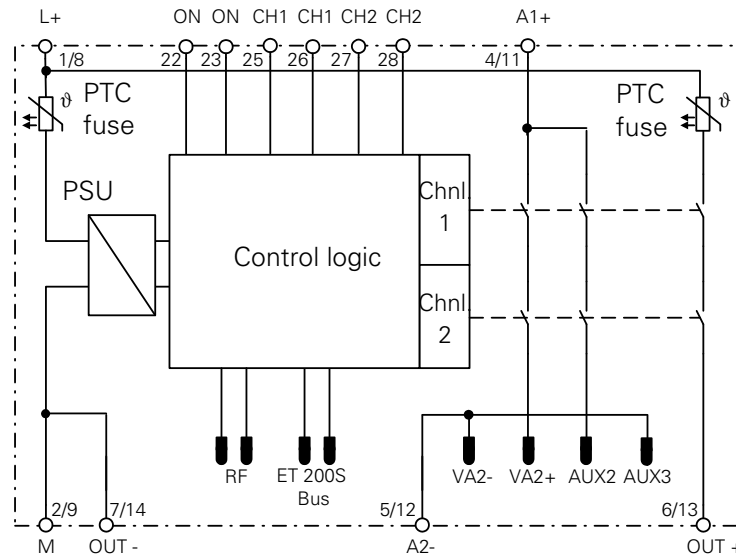 L+ ON ON CH1 CH1 CH2 CH2 A1+
1/8 22 23 25 26 27 28 4/11
ϑ PTC fuse
PTC fuse ϑ
PSU
Control logic
Chnl.
1
Chnl.
2
RF
ET 200S
Bus
VA2- VA2+ AUX2 AUX3
2/9 7/14 5/12 6/13
M OUT - A2- OUT +